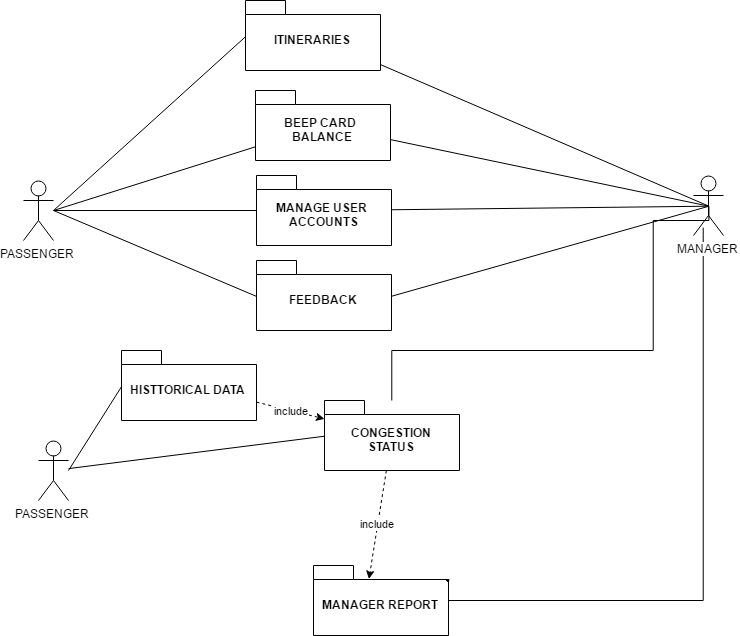 ITINERARIES
BEEP CARD
BALANCE
MANAGE USER
ACCOUNTS
PASSENGER
MANAGER
FEEDBACK
HISTTORICAL DATA
include
CONGESTION
STATUS
PASSENGER
include
MANAGER REPORT